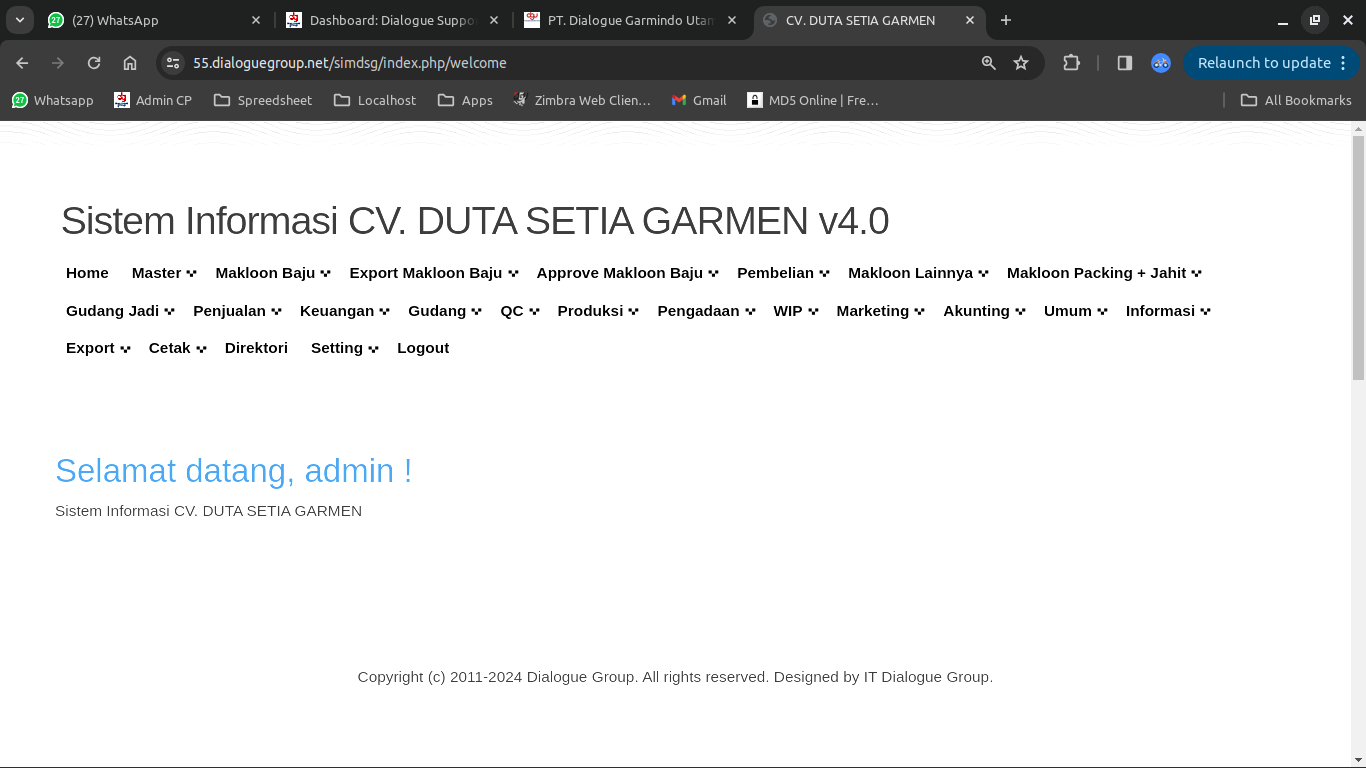 (27) WhatsApp
Dashboard: Dialogue Suppo
PT. Dialogue Garmindo Utam
CV. DUTA SETIA GARMEN
55.dialoguegroup.net/simdsg/index.php/welcome
Relaunch to update
27 Whatsapp
Admin CP
Spreedsheet
Localhost
Apps
Zimbra Web Clien...
Gmail
MD5 Online | Fre...
All Bookmarks
Sistem Informasi CV. DUTA SETIA GARMEN v4.0
Home Master Makloon Baju Export Makloon Baju Approve Makloon Baju Pembelian Makloon Lainnya Makloon Packing + Jahit
Gudang Jadi Penjualan Keuangan Gudang QC Produksi Pengadaan WIP Marketing Akunting Umum Informasi
Export Cetak Direktori Setting Logout
Selamat datang, admin !
Sistem Informasi CV. DUTA SETIA GARMEN
Copyright (c) 2011-2024 Dialogue Group. All rights reserved. Designed by IT Dialogue Group.